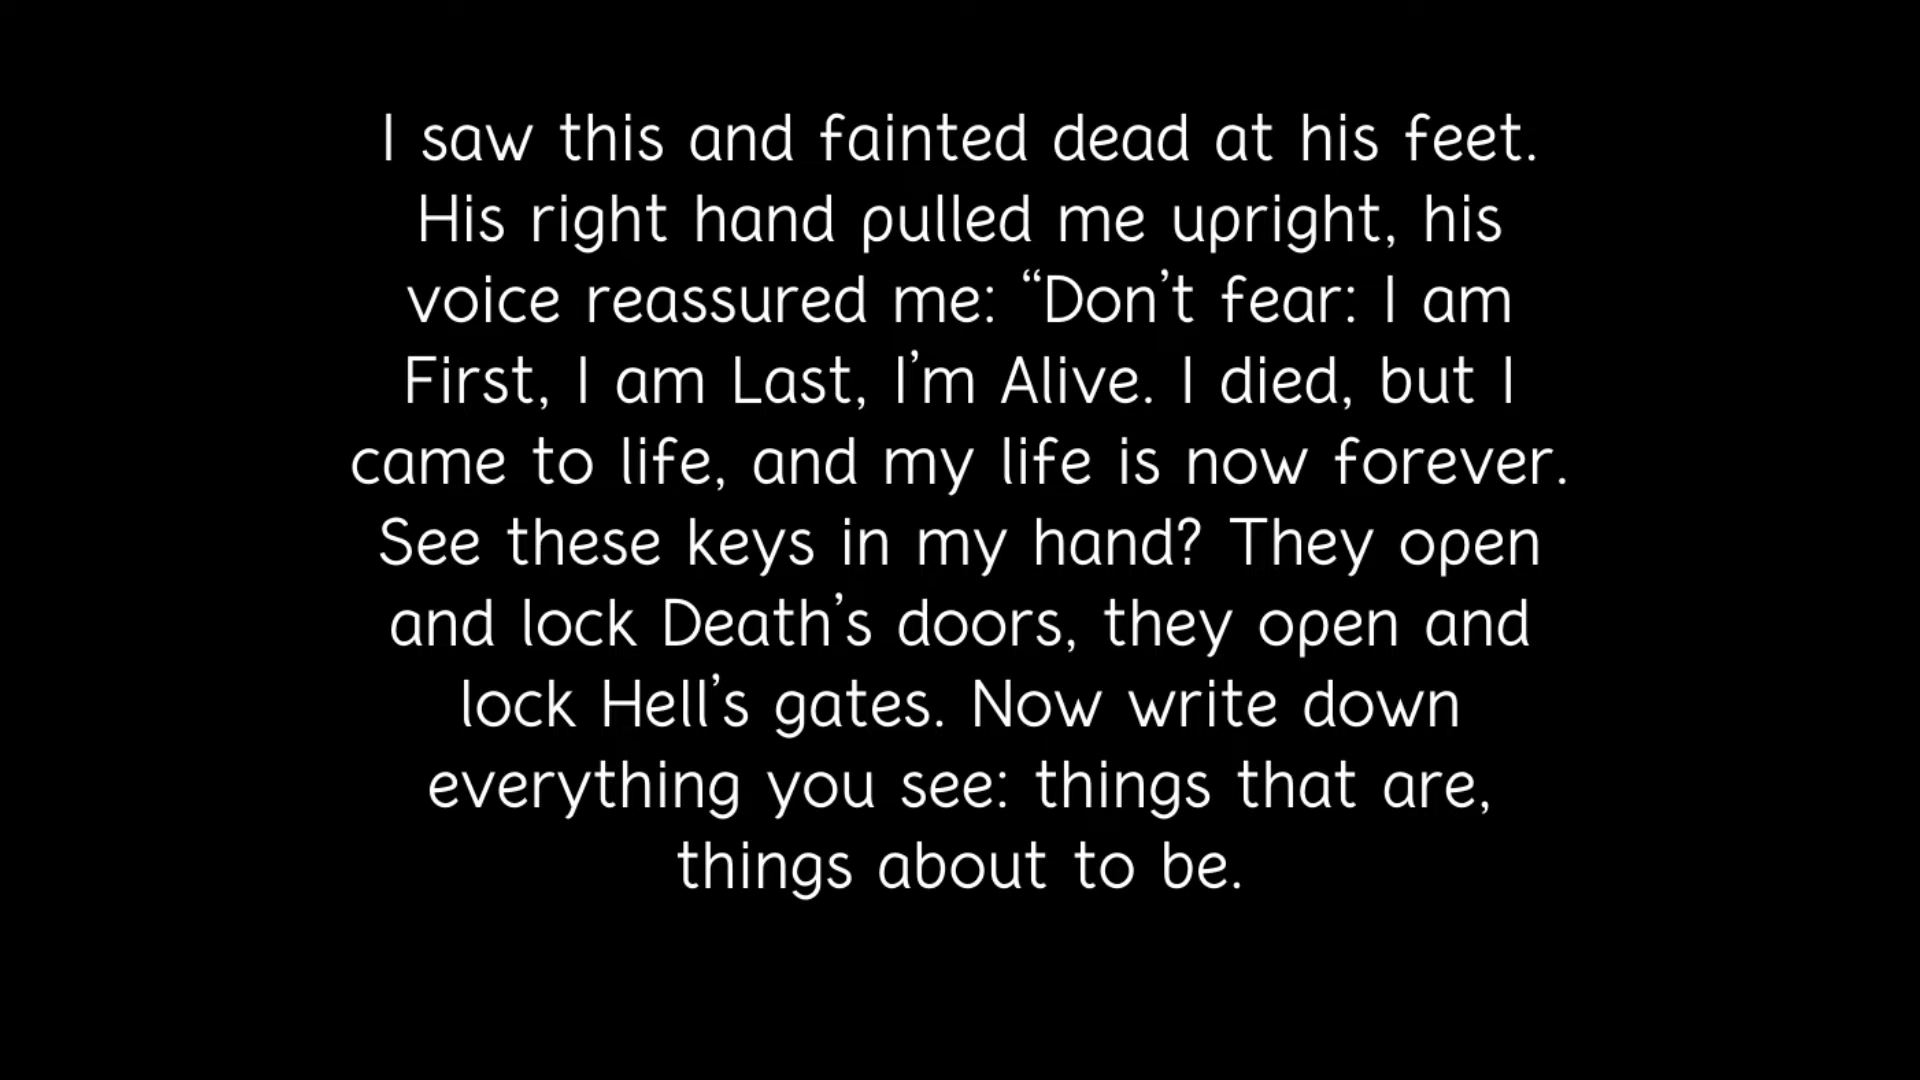 I saw this and fainted dead at his feet.
His right hand pulled me upright, his
voice reassured me: “Don’t fear: I am
First, I am Last, I’m Alive. I died, but I
came to life, and my life is now forever.
See these keys in my hand? They open
and lock Death’s doors, they open and
lock Hell’s gates. Now write down
everything you see: things that are,
things about to be.